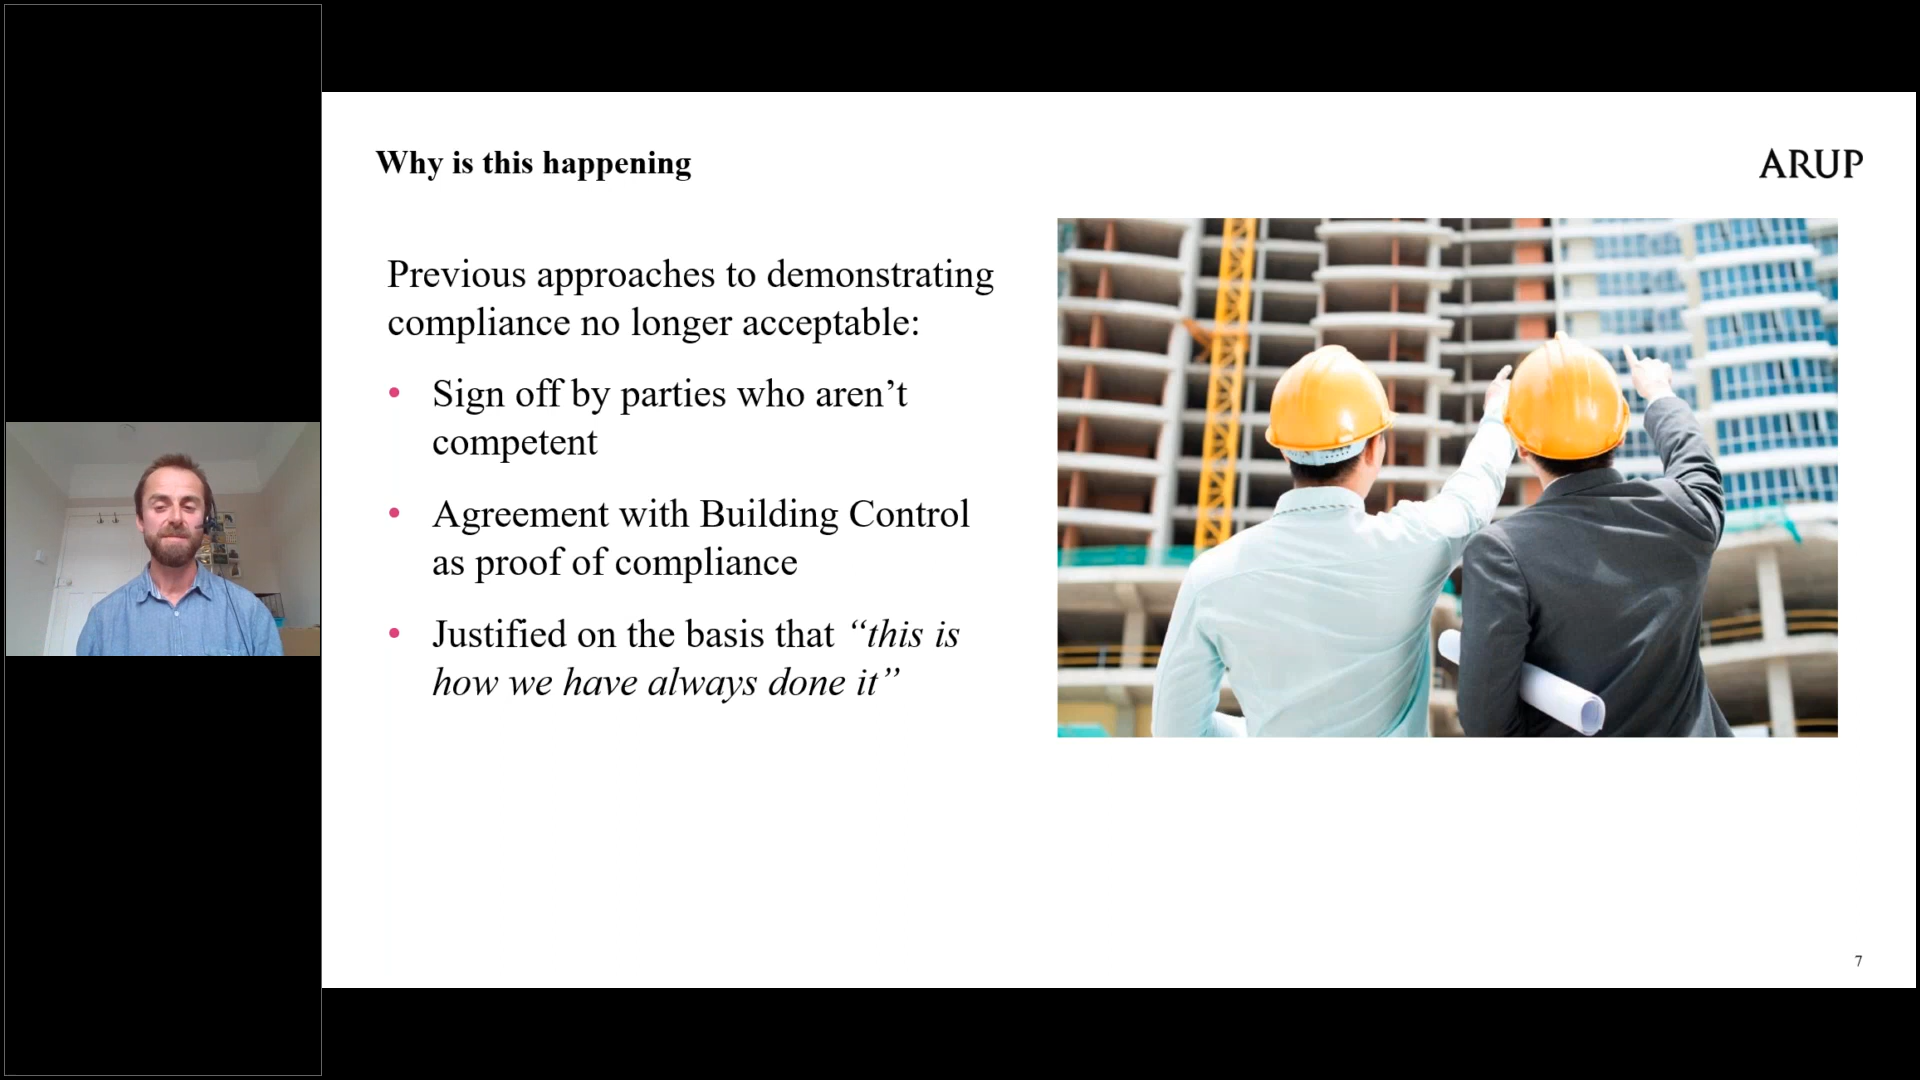 Why is this happening
ARUP
Previous approaches to demonstrating
compliance no longer acceptable:
• Sign off by parties who aren’t
competent
• Agreement with Building Control
as proof of compliance
• Justified on the basis that “this is
how we have always done it”
7